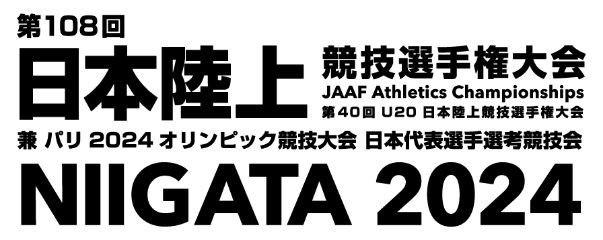 第108回
日本陸上
競技選手権大会
JAAF Athletics Championships
第40回 U20 日本陸上競技選手権大会
兼 パリ 2024 オリンピック競技大会 日本代表選手選考競技会
NIIGATA 2024